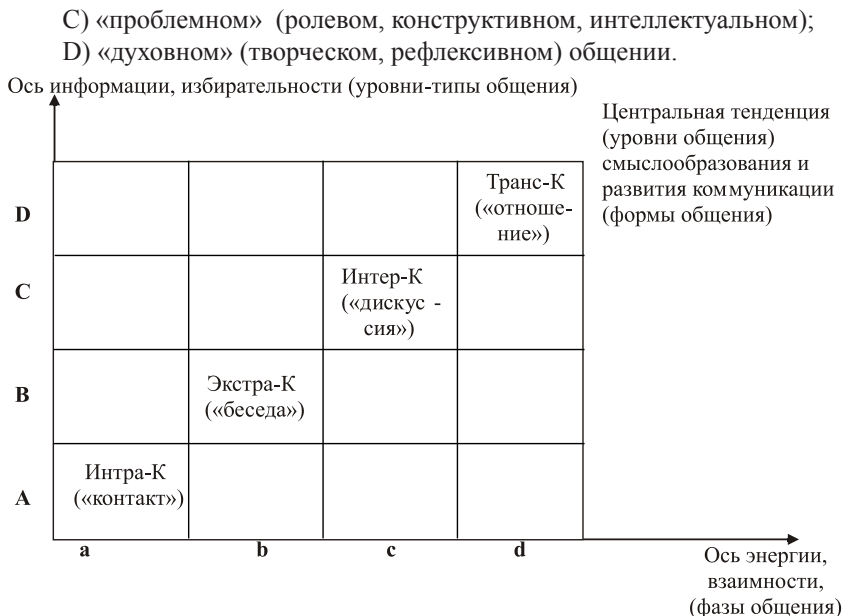 C) «проблемном» (ролевом, конструктивном, интеллектуальном);
D) «духовном» (творческом, рефлексивном) общении.
Ось информации, избирательности (уровни-типы общения)
Центральная тенденция
(уровни общения)
смыслообразования и
развития коммуникации
(формы общения)
D
Транс-К
(«отноше-
ние»)
C
Интер-К
(«дискус -
сия»)
B
Экстра-К
(«беседа»)
A
Интра-К
(«контакт»)
a b c d
Ось энергии,
взаимности,
(фазы общения)